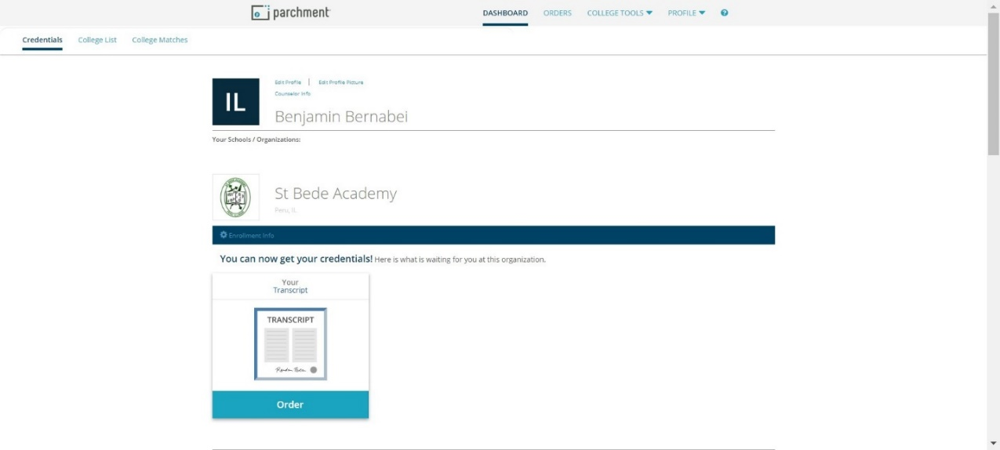 parchment
DASHBOARD ORDERS COLLEGE TOOLS PROFILE ?
Credentials College List College Matches
IL
Edit Profile | Edit Profile Picture
Counselor Info
Benjamin Bernabei
Your Schools / Organizations:
St Bede Academy
Peru, IL
Enrollment Info
You can now get your credentials! Here is what is waiting for you at this organization.
Your
Transcript
TRANSCRIPT
Order